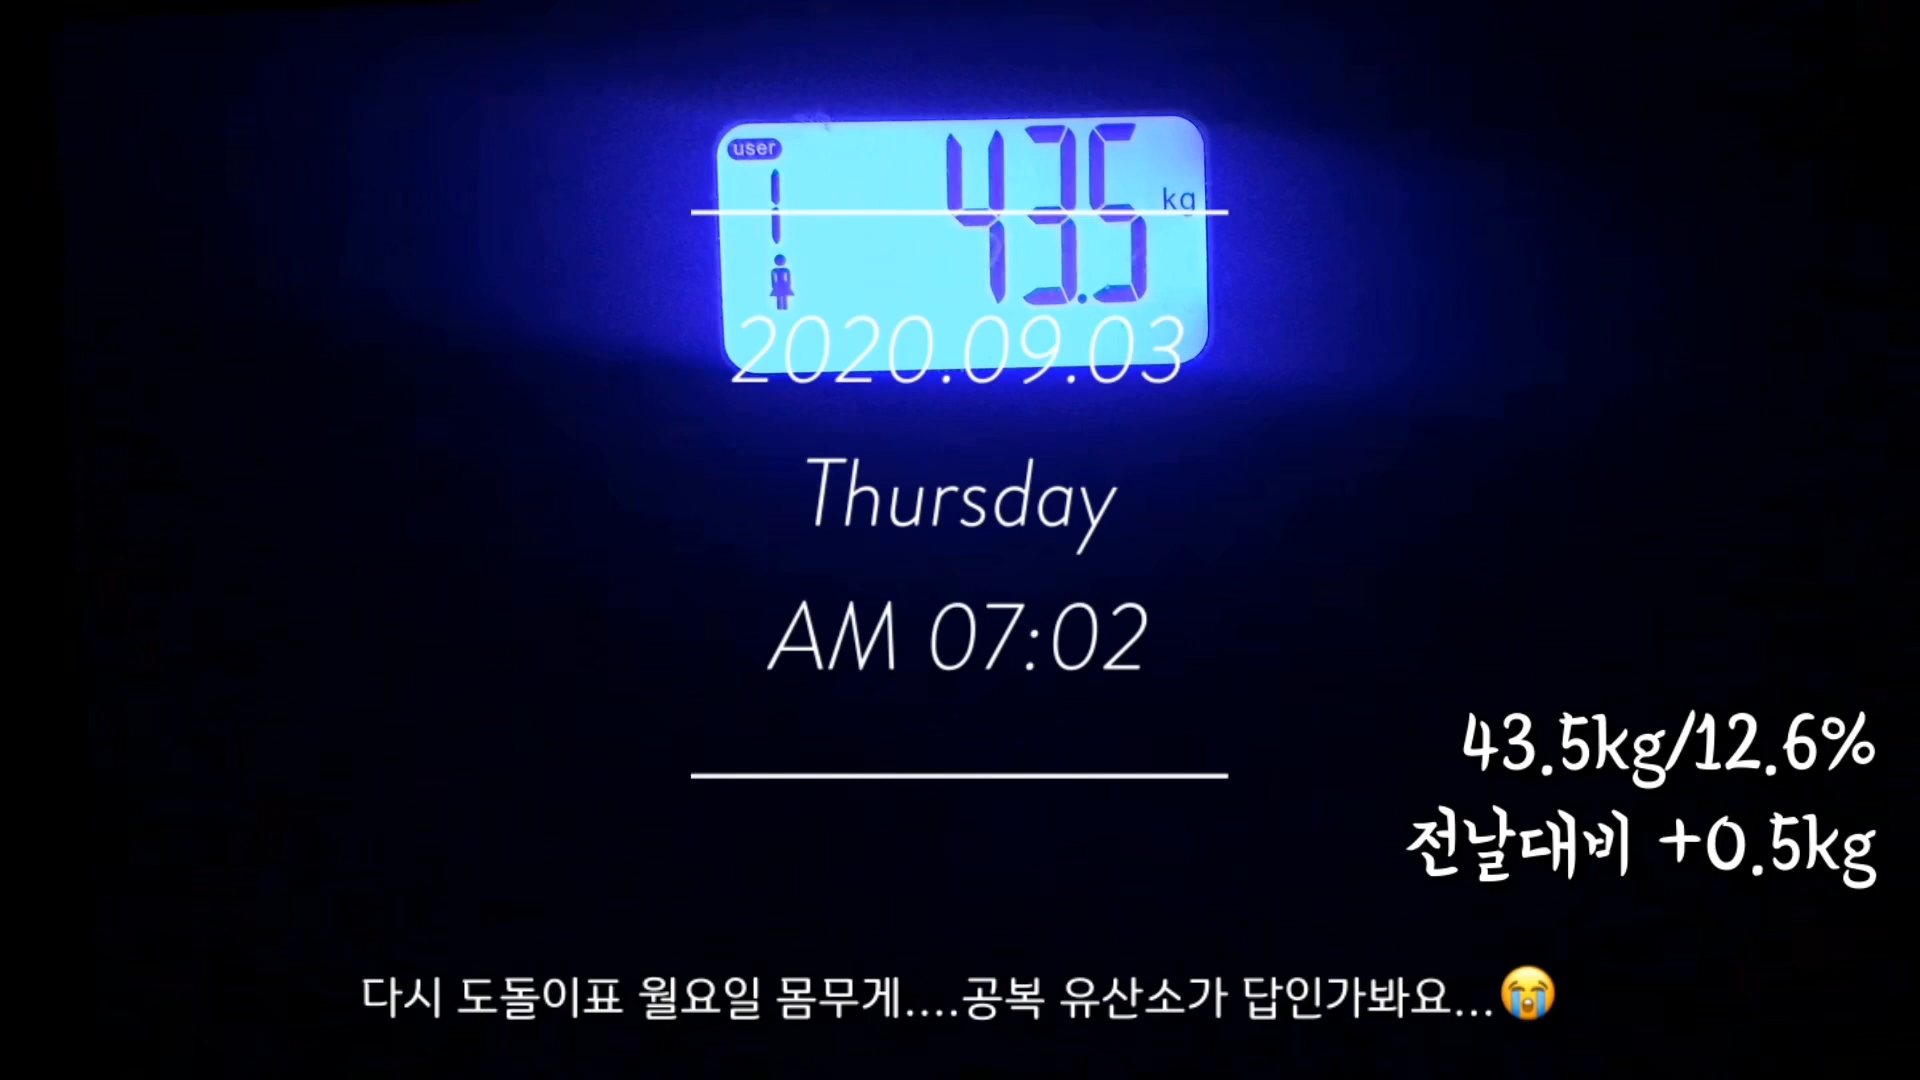 user
1
43.5 kg
2020.09.03
Thursday
AM 07:02
43.5kg/12.6%
전날대비 +0.5kg
다시 도돌이표 월요일 몸무게....공복 유산소가 답인가봐요...😭